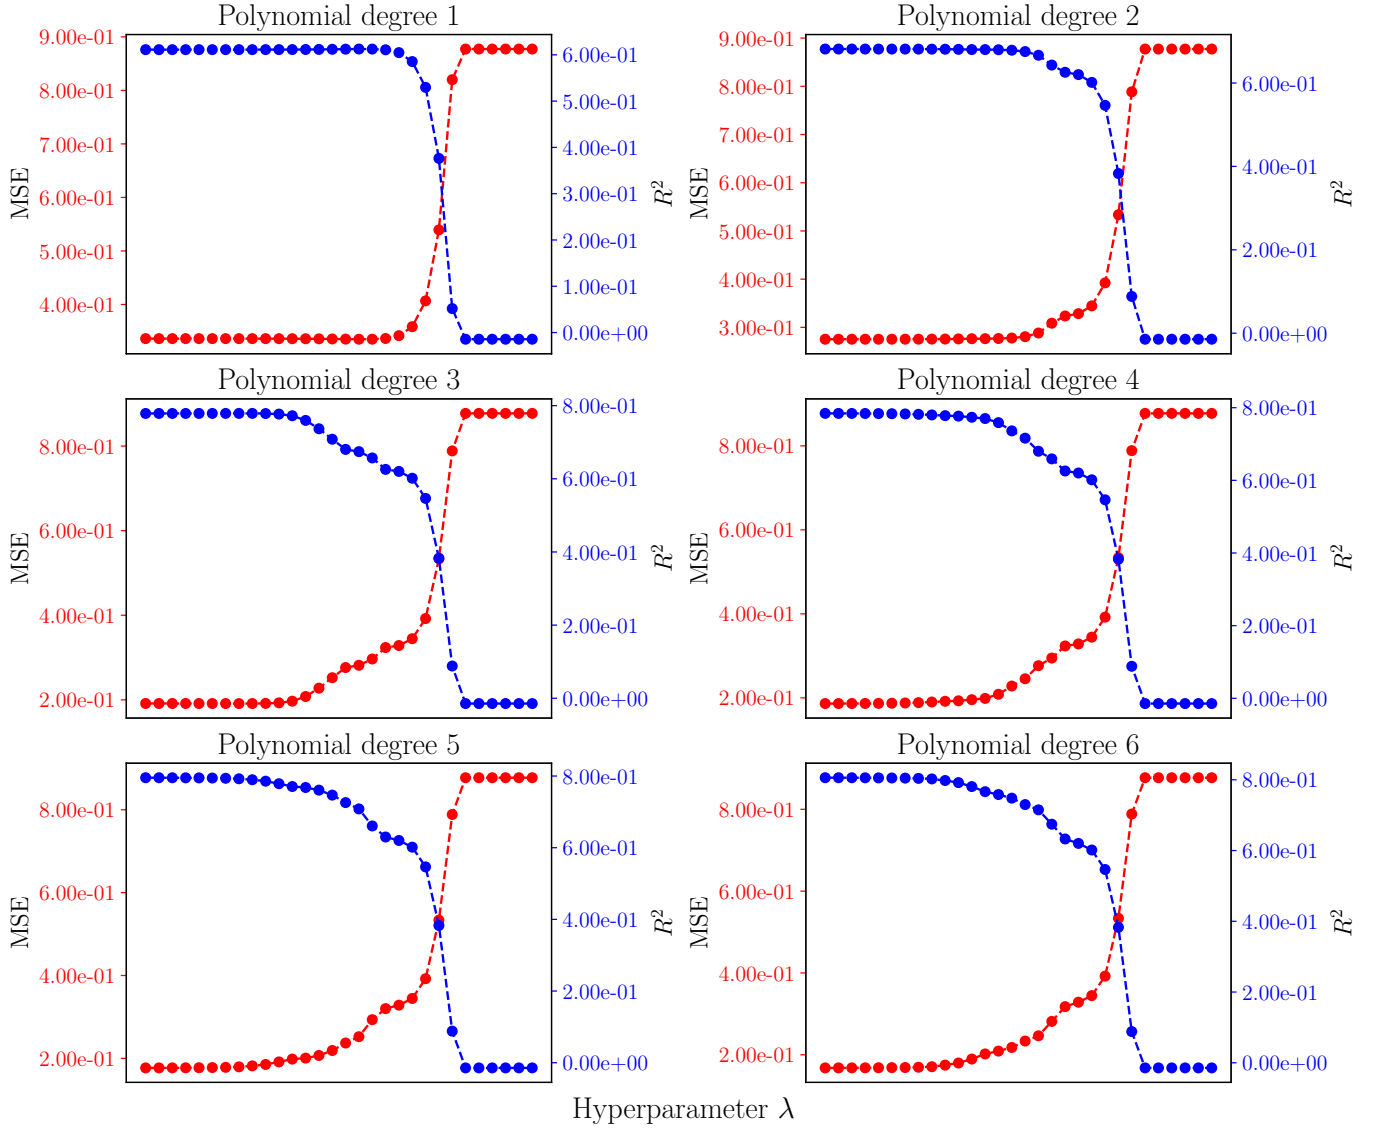 Polynomial degree 1
9.00e-01
8.00e-01
7.00e-01
6.00e-01
5.00e-01
4.00e-01
MSE
6.00e-01
5.00e-01
4.00e-01
3.00e-01
2.00e-01
1.00e-01
0.00e+00
R²
Polynomial degree 2
9.00e-01
8.00e-01
7.00e-01
6.00e-01
5.00e-01
4.00e-01
3.00e-01
MSE
6.00e-01
4.00e-01
2.00e-01
0.00e+00
R²
Polynomial degree 3
8.00e-01
6.00e-01
4.00e-01
2.00e-01
MSE
8.00e-01
6.00e-01
4.00e-01
2.00e-01
0.00e+00
R²
Polynomial degree 4
8.00e-01
6.00e-01
4.00e-01
2.00e-01
MSE
8.00e-01
6.00e-01
4.00e-01
2.00e-01
0.00e+00
R²
Polynomial degree 5
8.00e-01
6.00e-01
4.00e-01
2.00e-01
MSE
8.00e-01
6.00e-01
4.00e-01
2.00e-01
0.00e+00
R²
Polynomial degree 6
8.00e-01
6.00e-01
4.00e-01
2.00e-01
MSE
8.00e-01
6.00e-01
4.00e-01
2.00e-01
0.00e+00
R²
Hyperparameter λ